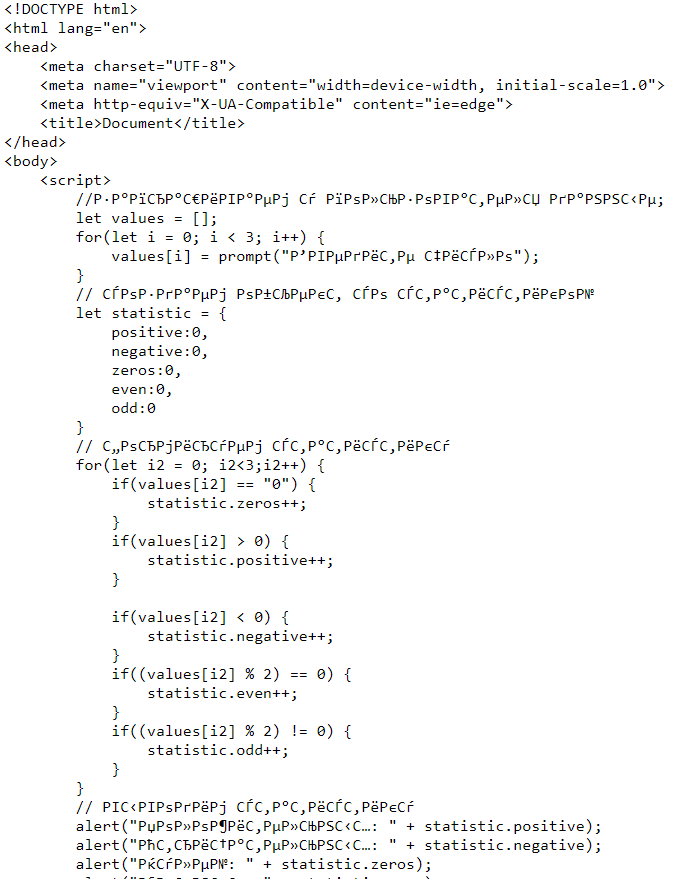 <!DOCTYPE html>
<html lang="en">
<head>
<meta charset="UTF-8">
<meta name="viewport" content="width=device-width, initial-scale=1.0">
<meta http-equiv="X-UA-Compatible" content="ie=edge">
<title>Document</title>
</head>
<body>
<script>
//Р·Р°РїСЂР°С€РёРІР°РµРј Сѓ РїРѕР»СЊР·РѕРІР°С‚РµР»СЏ РґР°РЅРЅС‹Рµ;
let values = [];
for(let i = 0; i < 3; i++) {
values[i] = prompt("Р’РІРµРґРёС‚Рµ С‡РёСЃР»Рѕ");
}
// СЃРѕР·РґР°РµРј РѕР±СЉРµРєС‚ СЃРѕ СЃС‚Р°С‚РёСЃС‚РёРєРѕР№
let statistic = {
positive:0,
negative:0,
zeros:0,
even:0,
odd:0
}
// С„РѕСЂРјРёСЂСѓРµРј СЃС‚Р°С‚РёСЃС‚РёРєСѓ
for(let i2 = 0; i2<3;i2++) {
if(values[i2] == "0") {
statistic.zeros++;
}
if(values[i2] > 0) {
statistic.positive++;
}
if(values[i2] < 0) {
statistic.negative++;
}
if((values[i2] % 2) == 0) {
statistic.even++;
}
if((values[i2] % 2) != 0) {
statistic.odd++;
}
}
// РІС‹РІРѕРґРёРј СЃС‚Р°С‚РёСЃС‚РёРєСѓ
alert("РџРѕР»РѕР¶РёС‚РµР»СЊРЅС‹С…: " + statistic.positive);
alert("РћС‚СЂРёС†Р°С‚РµР»СЊРЅС‹С…: " + statistic.negative);
alert("РќСѓР»РµР№: " + statistic.zeros);